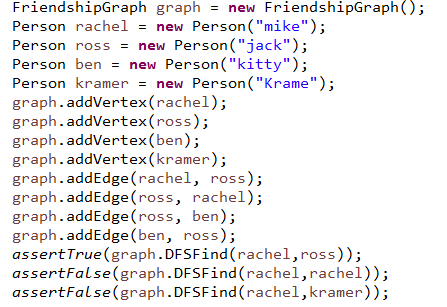 FriendshipGraph graph = new FriendshipGraph();
Person rachel = new Person("mike");
Person ross = new Person("jack");
Person ben = new Person("kitty");
Person kramer = new Person("Krame");
graph.addVertex(rachel);
graph.addVertex(ross);
graph.addVertex(ben);
graph.addVertex(kramer);
graph.addEdge(rachel, ross);
graph.addEdge(ross, rachel);
graph.addEdge(ross, ben);
graph.addEdge(ben, ross);
assertTrue(graph.DFSFind(rachel,ross));
assertFalse(graph.DFSFind(rachel,rachel));
assertFalse(graph.DFSFind(rachel,kramer));